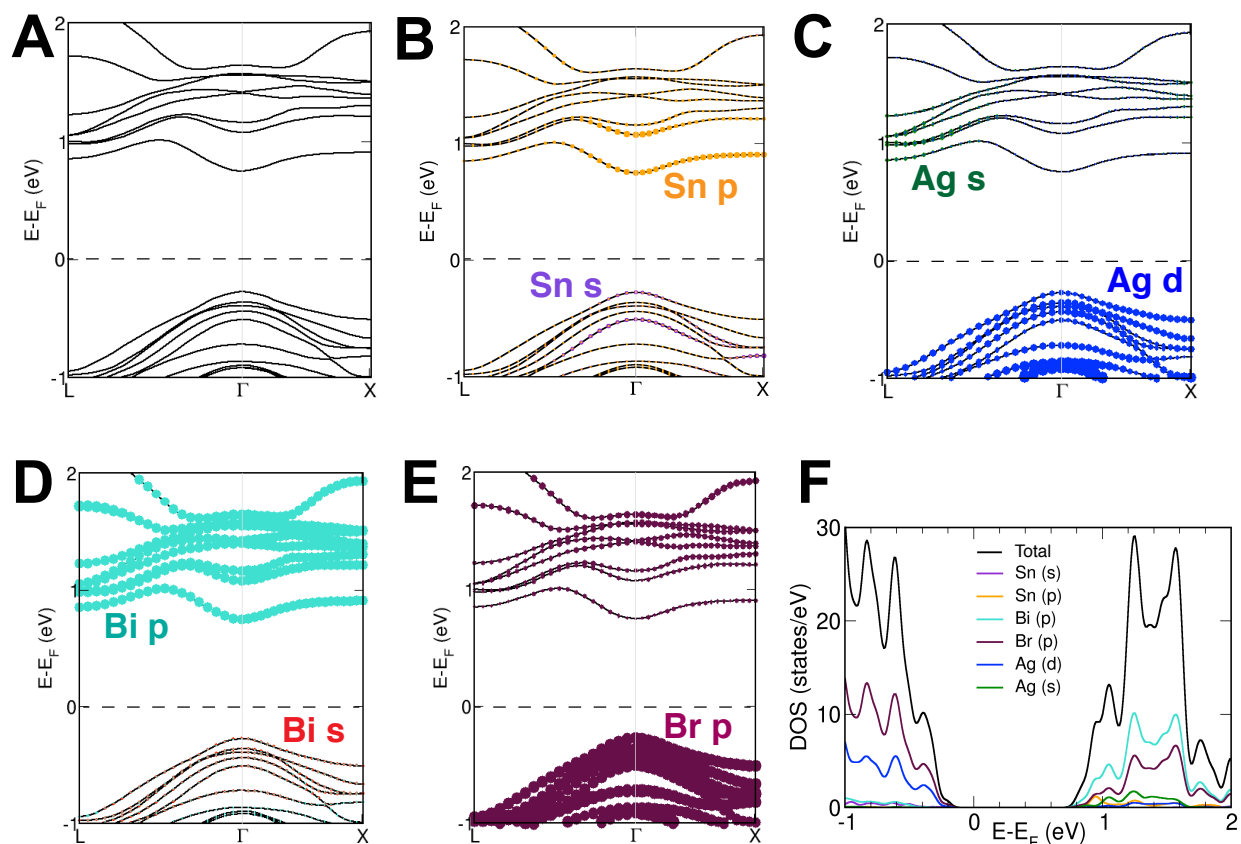 A
2
1
0
-1
E-E_F (eV)
L
Γ
X
B
2
1
0
-1
E-E_F (eV)
Sn p
Sn s
L
Γ
X
C
2
1
0
-1
E-E_F (eV)
Ag s
Ag d
L
Γ
X
D
2
1
0
-1
E-E_F (eV)
Bi p
Bi s
L
Γ
X
E
2
1
0
-1
E-E_F (eV)
Br p
L
Γ
X
F
30
20
10
0
DOS (states/eV)
Total
Sn (s)
Sn (p)
Bi (p)
Br (p)
Ag (d)
Ag (s)
-1
0
1
2
E-E_F (eV)